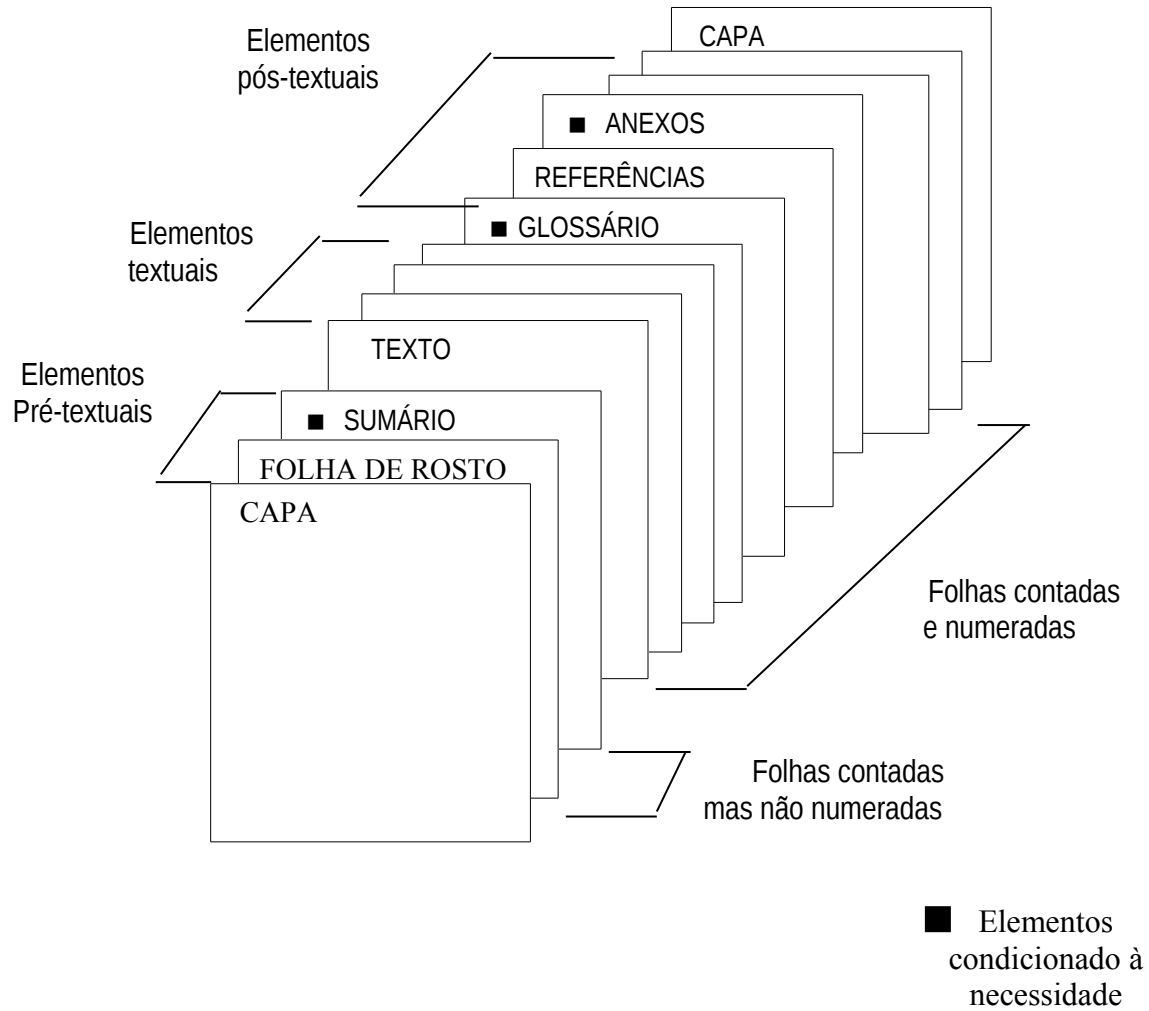 Elementos
pós-textuais
CAPA
■ ANEXOS
REFERÊNCIAS
■ GLOSSÁRIO
Elementos
textuais
TEXTO
Elementos
Pré-textuais
■ SUMÁRIO
FOLHA DE ROSTO
CAPA
Folhas contadas
e numeradas
Folhas contadas
mas não numeradas
■ Elementos
condicionado à
necessidade